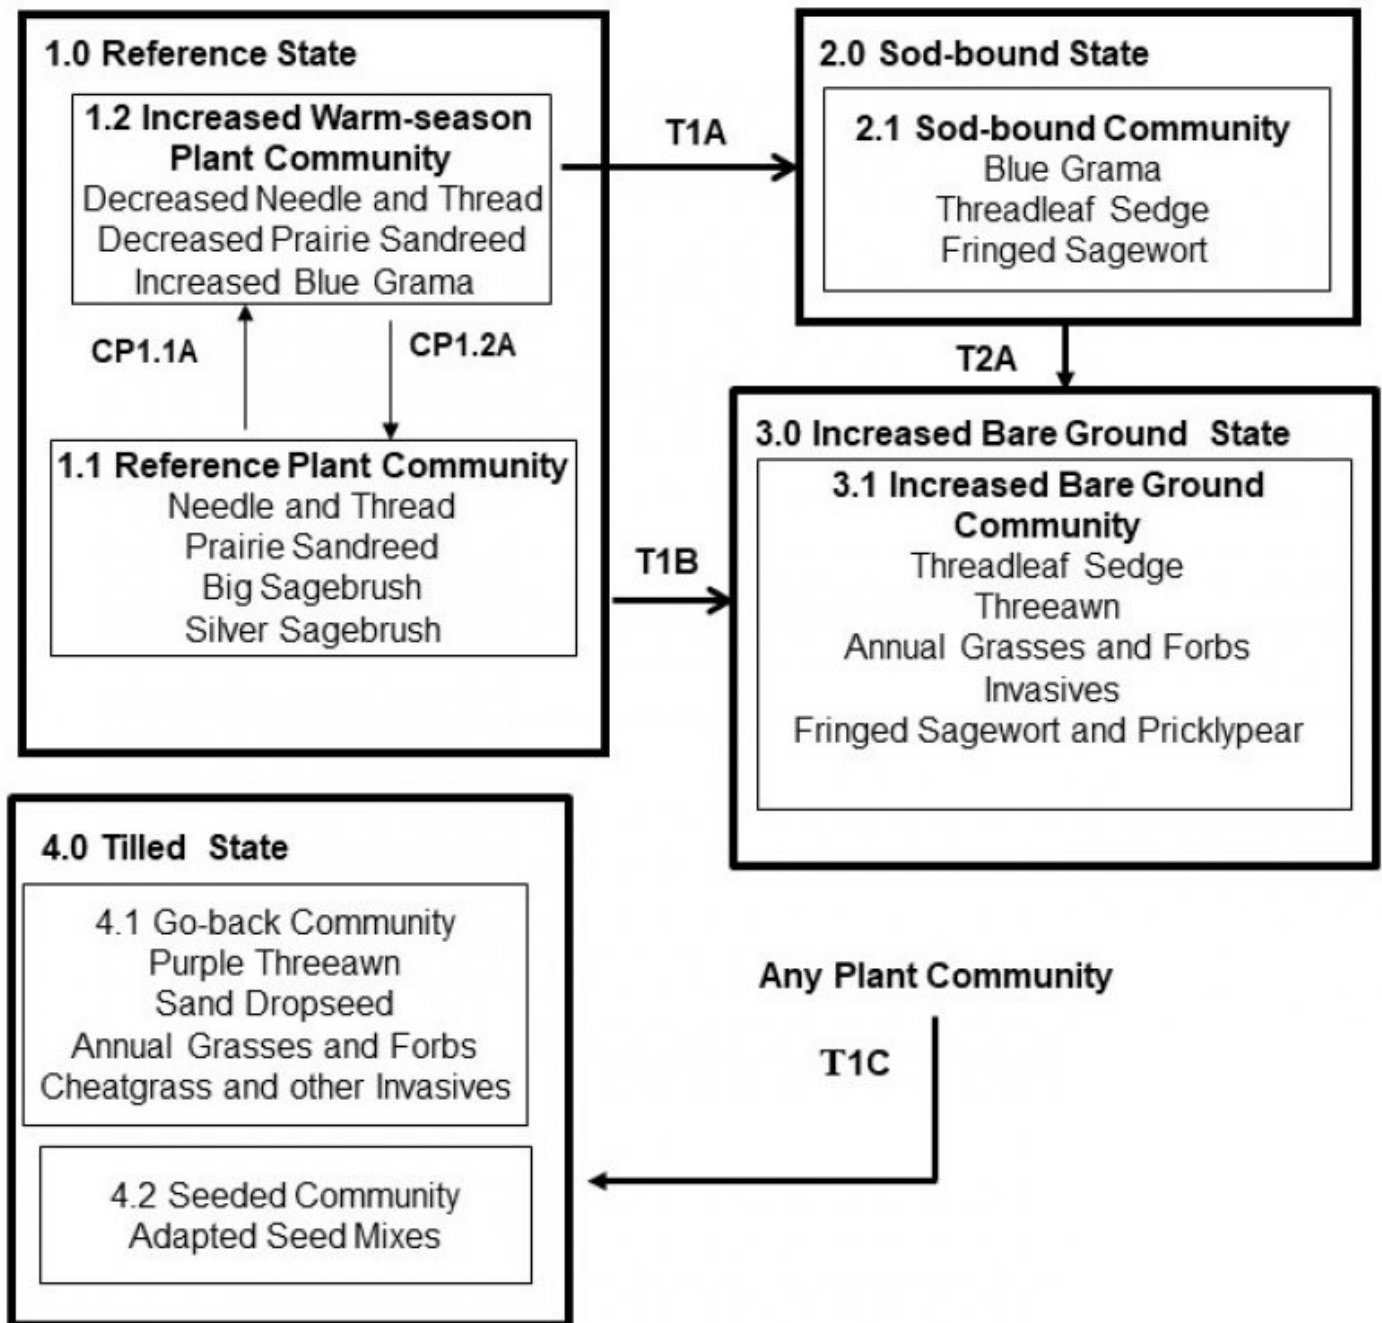 1.0 Reference State
1.2 Increased Warm-season
Plant Community
Decreased Needle and Thread
Decreased Prairie Sandreed
Increased Blue Grama
CP1.1A
CP1.2A
1.1 Reference Plant Community
Needle and Thread
Prairie Sandreed
Big Sagebrush
Silver Sagebrush
T1A
2.0 Sod-bound State
2.1 Sod-bound Community
Blue Grama
Threadleaf Sedge
Fringed Sagewort
T2A
T1B
3.0 Increased Bare Ground State
3.1 Increased Bare Ground
Community
Threadleaf Sedge
Threeawn
Annual Grasses and Forbs
Invasives
Fringed Sagewort and Pricklypear
4.0 Tilled State
4.1 Go-back Community
Purple Threeawn
Sand Dropseed
Annual Grasses and Forbs
Cheatgrass and other Invasives
4.2 Seeded Community
Adapted Seed Mixes
Any Plant Community
T1C